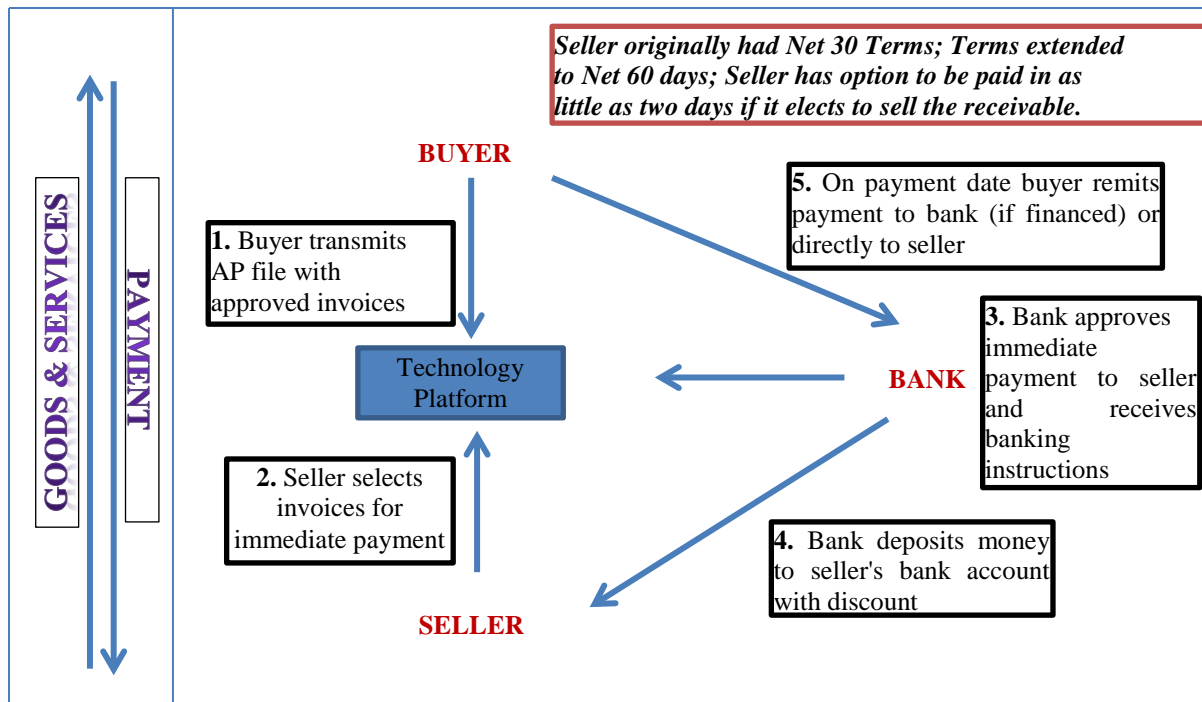 Seller originally had Net 30 Terms; Terms extended
to Net 60 days; Seller has option to be paid in as
little as two days if it elects to sell the receivable.
GOODS & SERVICES
PAYMENT
BUYER
1. Buyer transmits
AP file with
approved invoices
5. On payment date buyer remits
payment to bank (if financed) or
directly to seller
Technology
Platform
BANK
3. Bank approves
immediate
payment to seller
and receives
banking
instructions
2. Seller selects
invoices for
immediate payment
4. Bank deposits money
to seller's bank account
with discount
SELLER